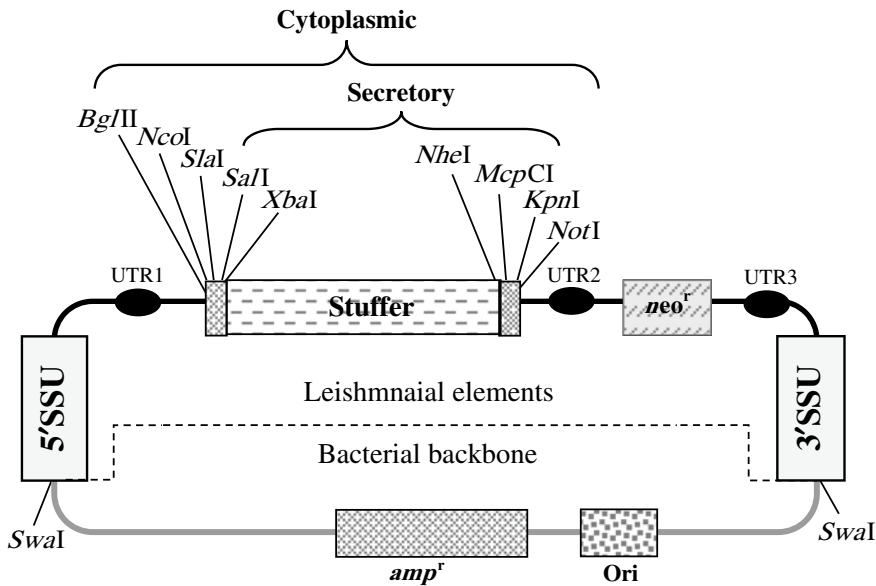 Cytoplasmic
Secretory
BglII
NcoI
SlaI
SalI
XbaI
NheI
McpCI
KpnI
NotI
UTR1
UTR2
UTR3
Stuffer
neoʳ
5′SSU
3′SSU
Leishmnaial elements
Bacterial backbone
SwaI
SwaI
ampʳ
Ori